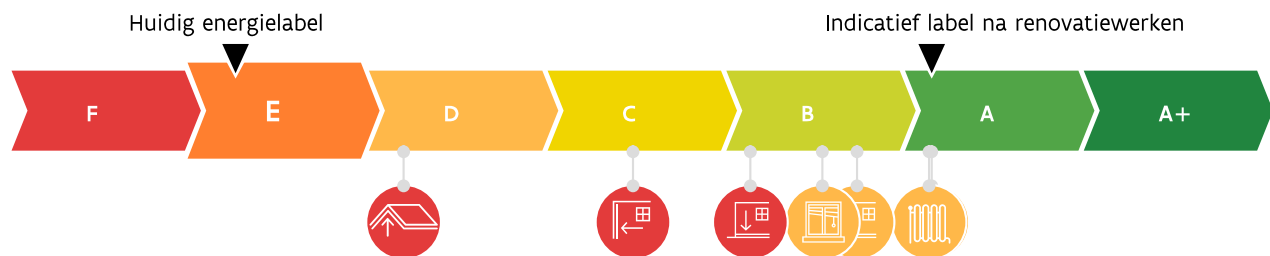 Huidig energielabel
Indicatief label na renovatiewerken
F
E
D
C
B
A
A+